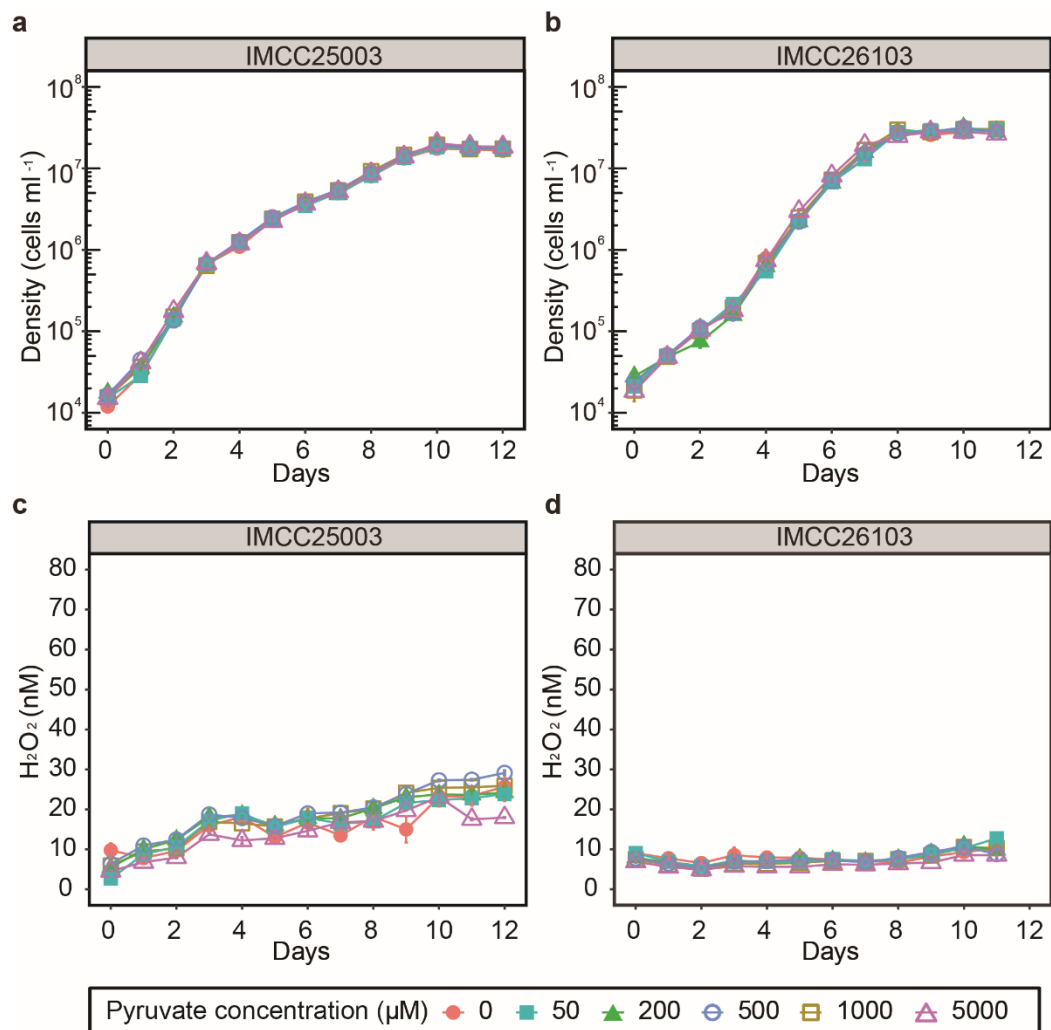 a
IMCC25003
Density (cells ml⁻¹)
10⁸
10⁷
10⁶
10⁵
10⁴
0 2 4 6 8 10 12
Days
b
IMCC26103
Density (cells ml⁻¹)
10⁸
10⁷
10⁶
10⁵
10⁴
0 2 4 6 8 10 12
Days
c
IMCC25003
H₂O₂ (nM)
80
70
60
50
40
30
20
10
0
0 2 4 6 8 10 12
Days
d
IMCC26103
H₂O₂ (nM)
80
70
60
50
40
30
20
10
0
0 2 4 6 8 10 12
Days
Pyruvate concentration (μM) 0 50 200 500 1000 5000